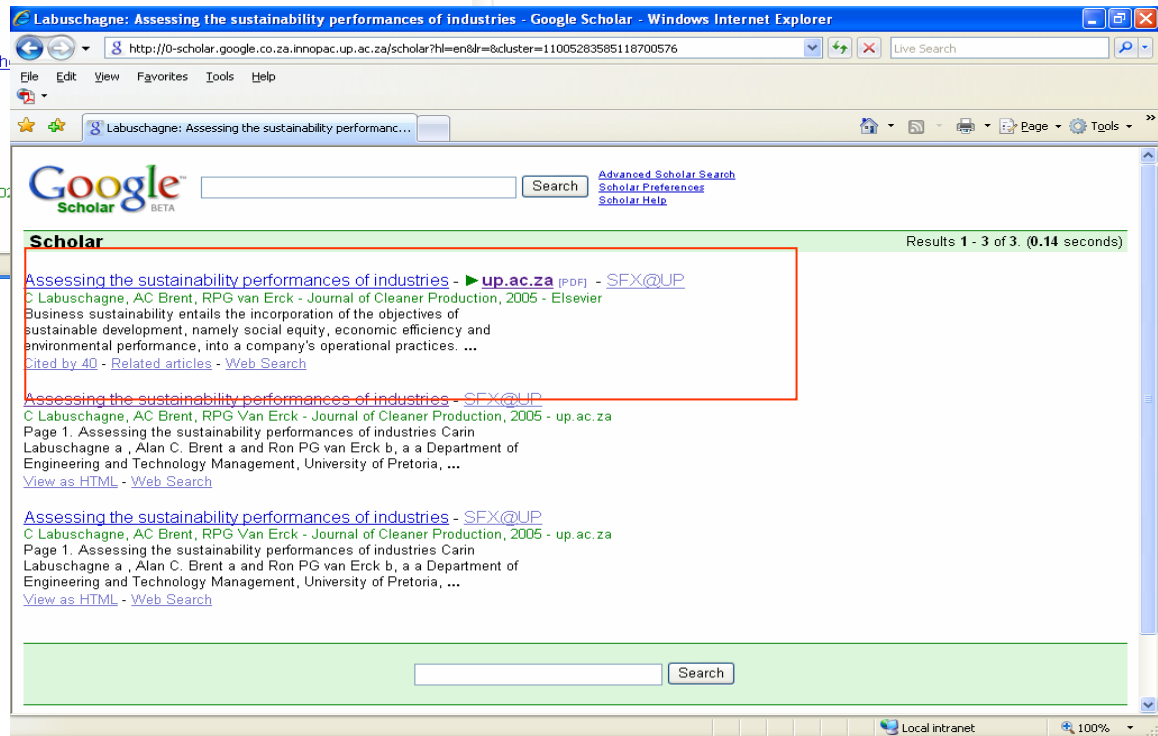 Labuschagne: Assessing the sustainability performances of industries - Google Scholar - Windows Internet Explorer
http://0-scholar.google.co.za.innopac.up.ac.za/scholar?hl=en&lr=&cluster=11005283585118700576
Live Search
File Edit View Favorites Tools Help
Labuschagne: Assessing the sustainability performanc...
Page Tools »
Google Scholar BETA
Search
Advanced Scholar Search
Scholar Preferences
Scholar Help
Scholar Results 1 - 3 of 3. (0.14 seconds)
Assessing the sustainability performances of industries - ►up.ac.za [PDF] - SFX@UP
C Labuschagne, AC Brent, RPG van Erck - Journal of Cleaner Production, 2005 - Elsevier
Business sustainability entails the incorporation of the objectives of
sustainable development, namely social equity, economic efficiency and
environmental performance, into a company's operational practices. ...
Cited by 40 - Related articles - Web Search
Assessing the sustainability performances of industries - SFX@UP
C Labuschagne, AC Brent, RPG Van Erck - Journal of Cleaner Production, 2005 - up.ac.za
Page 1. Assessing the sustainability performances of industries Carin
Labuschagne a , Alan C. Brent a and Ron PG van Erck b, a a Department of
Engineering and Technology Management, University of Pretoria, ...
View as HTML - Web Search
Assessing the sustainability performances of industries - SFX@UP
C Labuschagne, AC Brent, RPG Van Erck - Journal of Cleaner Production, 2005 - up.ac.za
Page 1. Assessing the sustainability performances of industries Carin
Labuschagne a , Alan C. Brent a and Ron PG van Erck b, a a Department of
Engineering and Technology Management, University of Pretoria, ...
View as HTML - Web Search
Search
Local intranet 100%